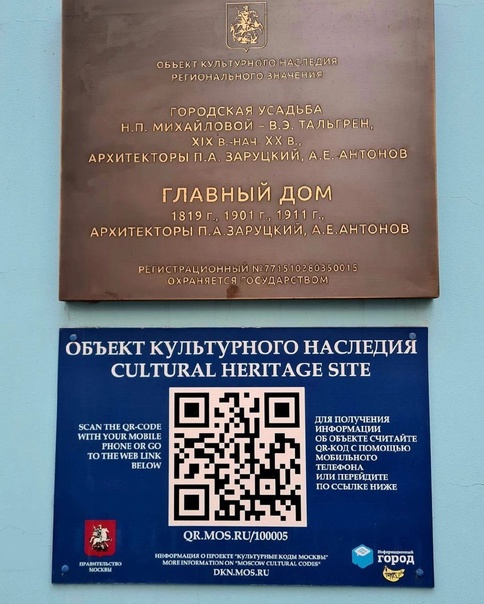 ОБЪЕКТ КУЛЬТУРНОГО НАСЛЕДИЯ
РЕГИОНАЛЬНОГО ЗНАЧЕНИЯ
ГОРОДСКАЯ УСАДЬБА
Н.П. МИХАЙЛОВОЙ – В.Э. ТАЛЬГРЕН,
XIX В.-НАЧ. XX В.,
АРХИТЕКТОРЫ П.А. ЗАРУЦКИЙ, А.Е. АНТОНОВ
ГЛАВНЫЙ ДОМ
1819 г., 1901 г., 1911 г.,
АРХИТЕКТОРЫ П.А. ЗАРУЦКИЙ, А.Е. АНТОНОВ
РЕГИСТРАЦИОННЫЙ №771510280350015
ОХРАНЯЕТСЯ ГОСУДАРСТВОМ
ОБЪЕКТ КУЛЬТУРНОГО НАСЛЕДИЯ
CULTURAL HERITAGE SITE
SCAN THE QR-CODE
WITH YOUR MOBILE
PHONE OR GO
TO THE WEB LINK
BELOW
ДЛЯ ПОЛУЧЕНИЯ
ИНФОРМАЦИИ
ОБ ОБЪЕКТЕ СЧИТАЙТЕ
QR-КОД С ПОМОЩЬЮ
МОБИЛЬНОГО
ТЕЛЕФОНА
ИЛИ ПЕРЕЙДИТЕ
ПО ССЫЛКЕ НИЖЕ
QR.MOS.RU/100005
ПРАВИТЕЛЬСТВО
МОСКВЫ
ИНФОРМАЦИЯ О ПРОЕКТЕ "КУЛЬТУРНЫЕ КОДЫ МОСКВЫ"
MORE INFORMATION ON "MOSCOW CULTURAL CODES"
DKN.MOS.RU
Информационный
город